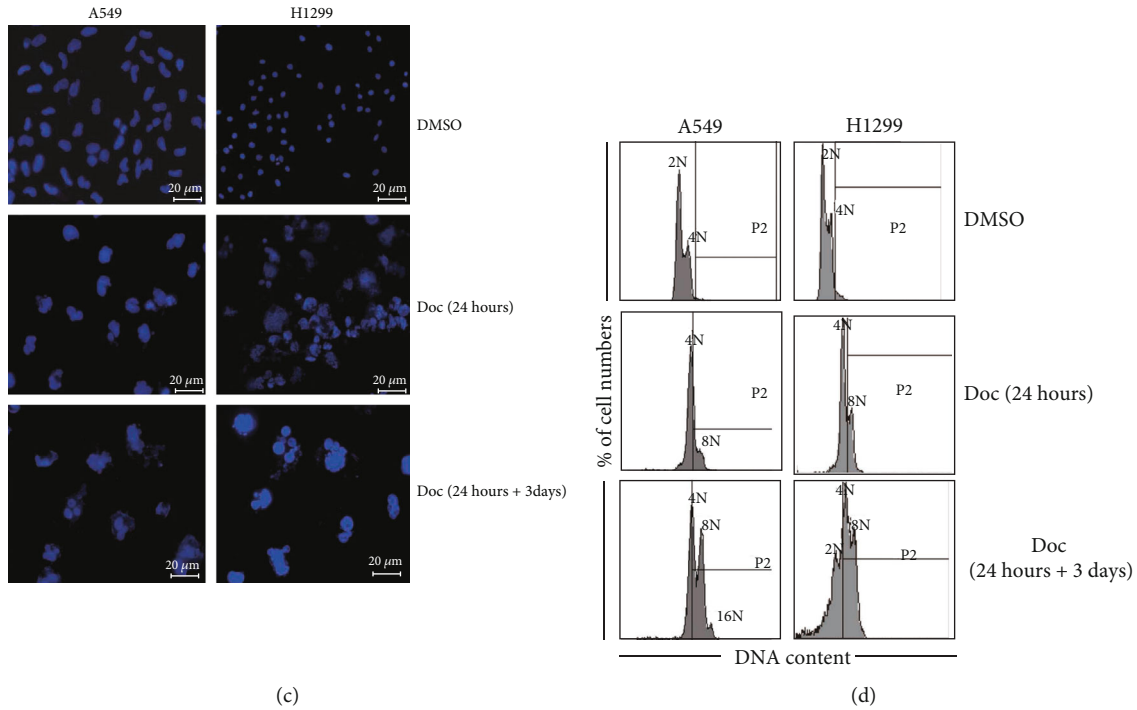 A549 H1299
DMSO
20 µm 20 µm
Doc (24 hours)
20 µm 20 µm
Doc (24 hours + 3days)
20 µm 20 µm
(c)
A549 H1299
% of cell numbers
2N 4N P2
2N 4N P2
DMSO
4N 8N P2
4N 8N P2
Doc (24 hours)
4N 8N 16N P2
2N 4N 8N P2
Doc
(24 hours + 3 days)
DNA content
(d)